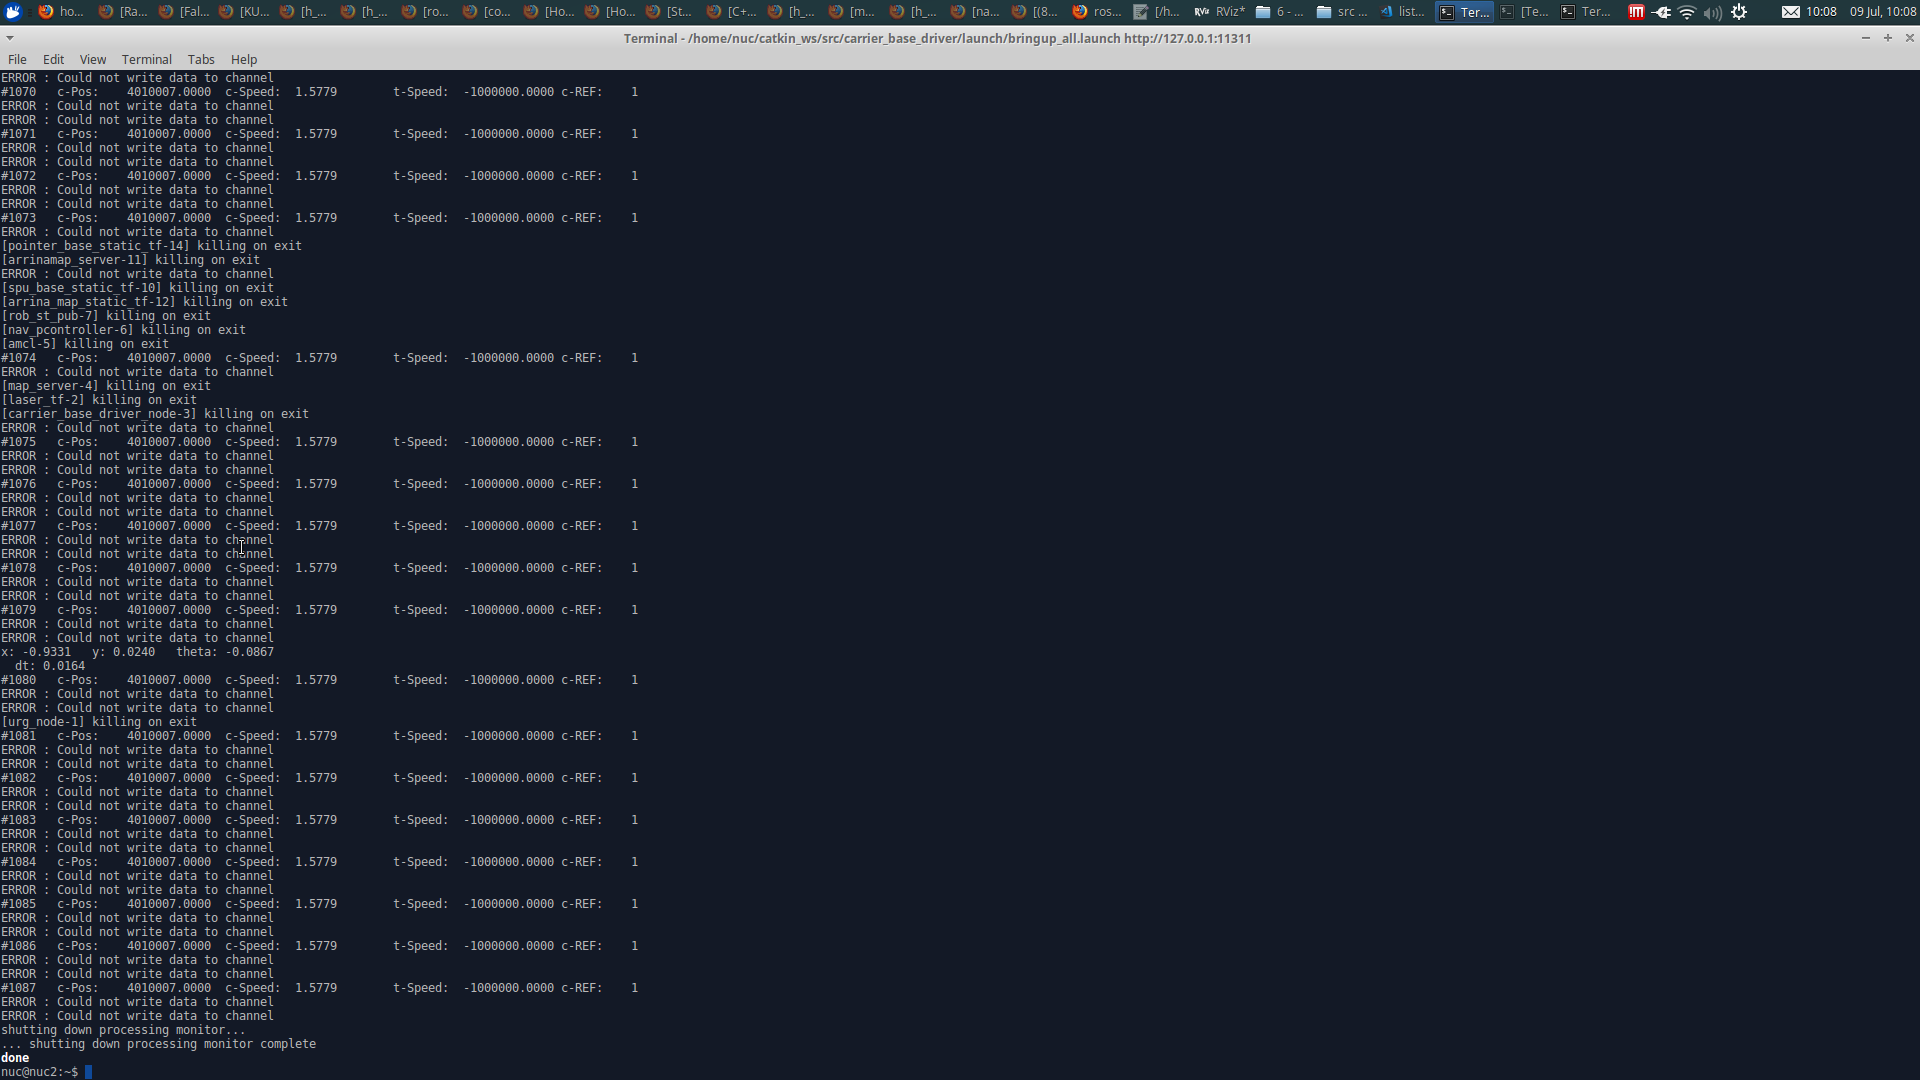 ho... [Ra... [Fal... [KU... [h_... [h_... [ro... [co... [Ho... [Ho... [St... [C+... [h_... [m... [h_... [na... [(8... ros... [/h... RViz RViz* 6 - ... src ... list... Ter... [Te... Ter... 10:08 09 Jul, 10:08
Terminal - /home/nuc/catkin_ws/src/carrier_base_driver/launch/bringup_all.launch http://127.0.0.1:11311
File Edit View Terminal Tabs Help
ERROR : Could not write data to channel
#1070 c-Pos: 4010007.0000 c-Speed: 1.5779 t-Speed: -1000000.0000 c-REF: 1
ERROR : Could not write data to channel
ERROR : Could not write data to channel
#1071 c-Pos: 4010007.0000 c-Speed: 1.5779 t-Speed: -1000000.0000 c-REF: 1
ERROR : Could not write data to channel
ERROR : Could not write data to channel
#1072 c-Pos: 4010007.0000 c-Speed: 1.5779 t-Speed: -1000000.0000 c-REF: 1
ERROR : Could not write data to channel
ERROR : Could not write data to channel
#1073 c-Pos: 4010007.0000 c-Speed: 1.5779 t-Speed: -1000000.0000 c-REF: 1
ERROR : Could not write data to channel
[pointer_base_static_tf-14] killing on exit
[arrinamap_server-11] killing on exit
ERROR : Could not write data to channel
[spu_base_static_tf-10] killing on exit
[arrina_map_static_tf-12] killing on exit
[rob_st_pub-7] killing on exit
[nav_pcontroller-6] killing on exit
[amcl-5] killing on exit
#1074 c-Pos: 4010007.0000 c-Speed: 1.5779 t-Speed: -1000000.0000 c-REF: 1
ERROR : Could not write data to channel
[map_server-4] killing on exit
[laser_tf-2] killing on exit
[carrier_base_driver_node-3] killing on exit
ERROR : Could not write data to channel
#1075 c-Pos: 4010007.0000 c-Speed: 1.5779 t-Speed: -1000000.0000 c-REF: 1
ERROR : Could not write data to channel
ERROR : Could not write data to channel
#1076 c-Pos: 4010007.0000 c-Speed: 1.5779 t-Speed: -1000000.0000 c-REF: 1
ERROR : Could not write data to channel
ERROR : Could not write data to channel
#1077 c-Pos: 4010007.0000 c-Speed: 1.5779 t-Speed: -1000000.0000 c-REF: 1
ERROR : Could not write data to channel
ERROR : Could not write data to channel
#1078 c-Pos: 4010007.0000 c-Speed: 1.5779 t-Speed: -1000000.0000 c-REF: 1
ERROR : Could not write data to channel
ERROR : Could not write data to channel
#1079 c-Pos: 4010007.0000 c-Speed: 1.5779 t-Speed: -1000000.0000 c-REF: 1
ERROR : Could not write data to channel
ERROR : Could not write data to channel
x: -0.9331 y: 0.0240 theta: -0.0867
dt: 0.0164
#1080 c-Pos: 4010007.0000 c-Speed: 1.5779 t-Speed: -1000000.0000 c-REF: 1
ERROR : Could not write data to channel
ERROR : Could not write data to channel
[urg_node-1] killing on exit
#1081 c-Pos: 4010007.0000 c-Speed: 1.5779 t-Speed: -1000000.0000 c-REF: 1
ERROR : Could not write data to channel
ERROR : Could not write data to channel
#1082 c-Pos: 4010007.0000 c-Speed: 1.5779 t-Speed: -1000000.0000 c-REF: 1
ERROR : Could not write data to channel
ERROR : Could not write data to channel
#1083 c-Pos: 4010007.0000 c-Speed: 1.5779 t-Speed: -1000000.0000 c-REF: 1
ERROR : Could not write data to channel
ERROR : Could not write data to channel
#1084 c-Pos: 4010007.0000 c-Speed: 1.5779 t-Speed: -1000000.0000 c-REF: 1
ERROR : Could not write data to channel
ERROR : Could not write data to channel
#1085 c-Pos: 4010007.0000 c-Speed: 1.5779 t-Speed: -1000000.0000 c-REF: 1
ERROR : Could not write data to channel
ERROR : Could not write data to channel
#1086 c-Pos: 4010007.0000 c-Speed: 1.5779 t-Speed: -1000000.0000 c-REF: 1
ERROR : Could not write data to channel
ERROR : Could not write data to channel
#1087 c-Pos: 4010007.0000 c-Speed: 1.5779 t-Speed: -1000000.0000 c-REF: 1
ERROR : Could not write data to channel
ERROR : Could not write data to channel
shutting down processing monitor...
... shutting down processing monitor complete
done
nuc@nuc2:~$